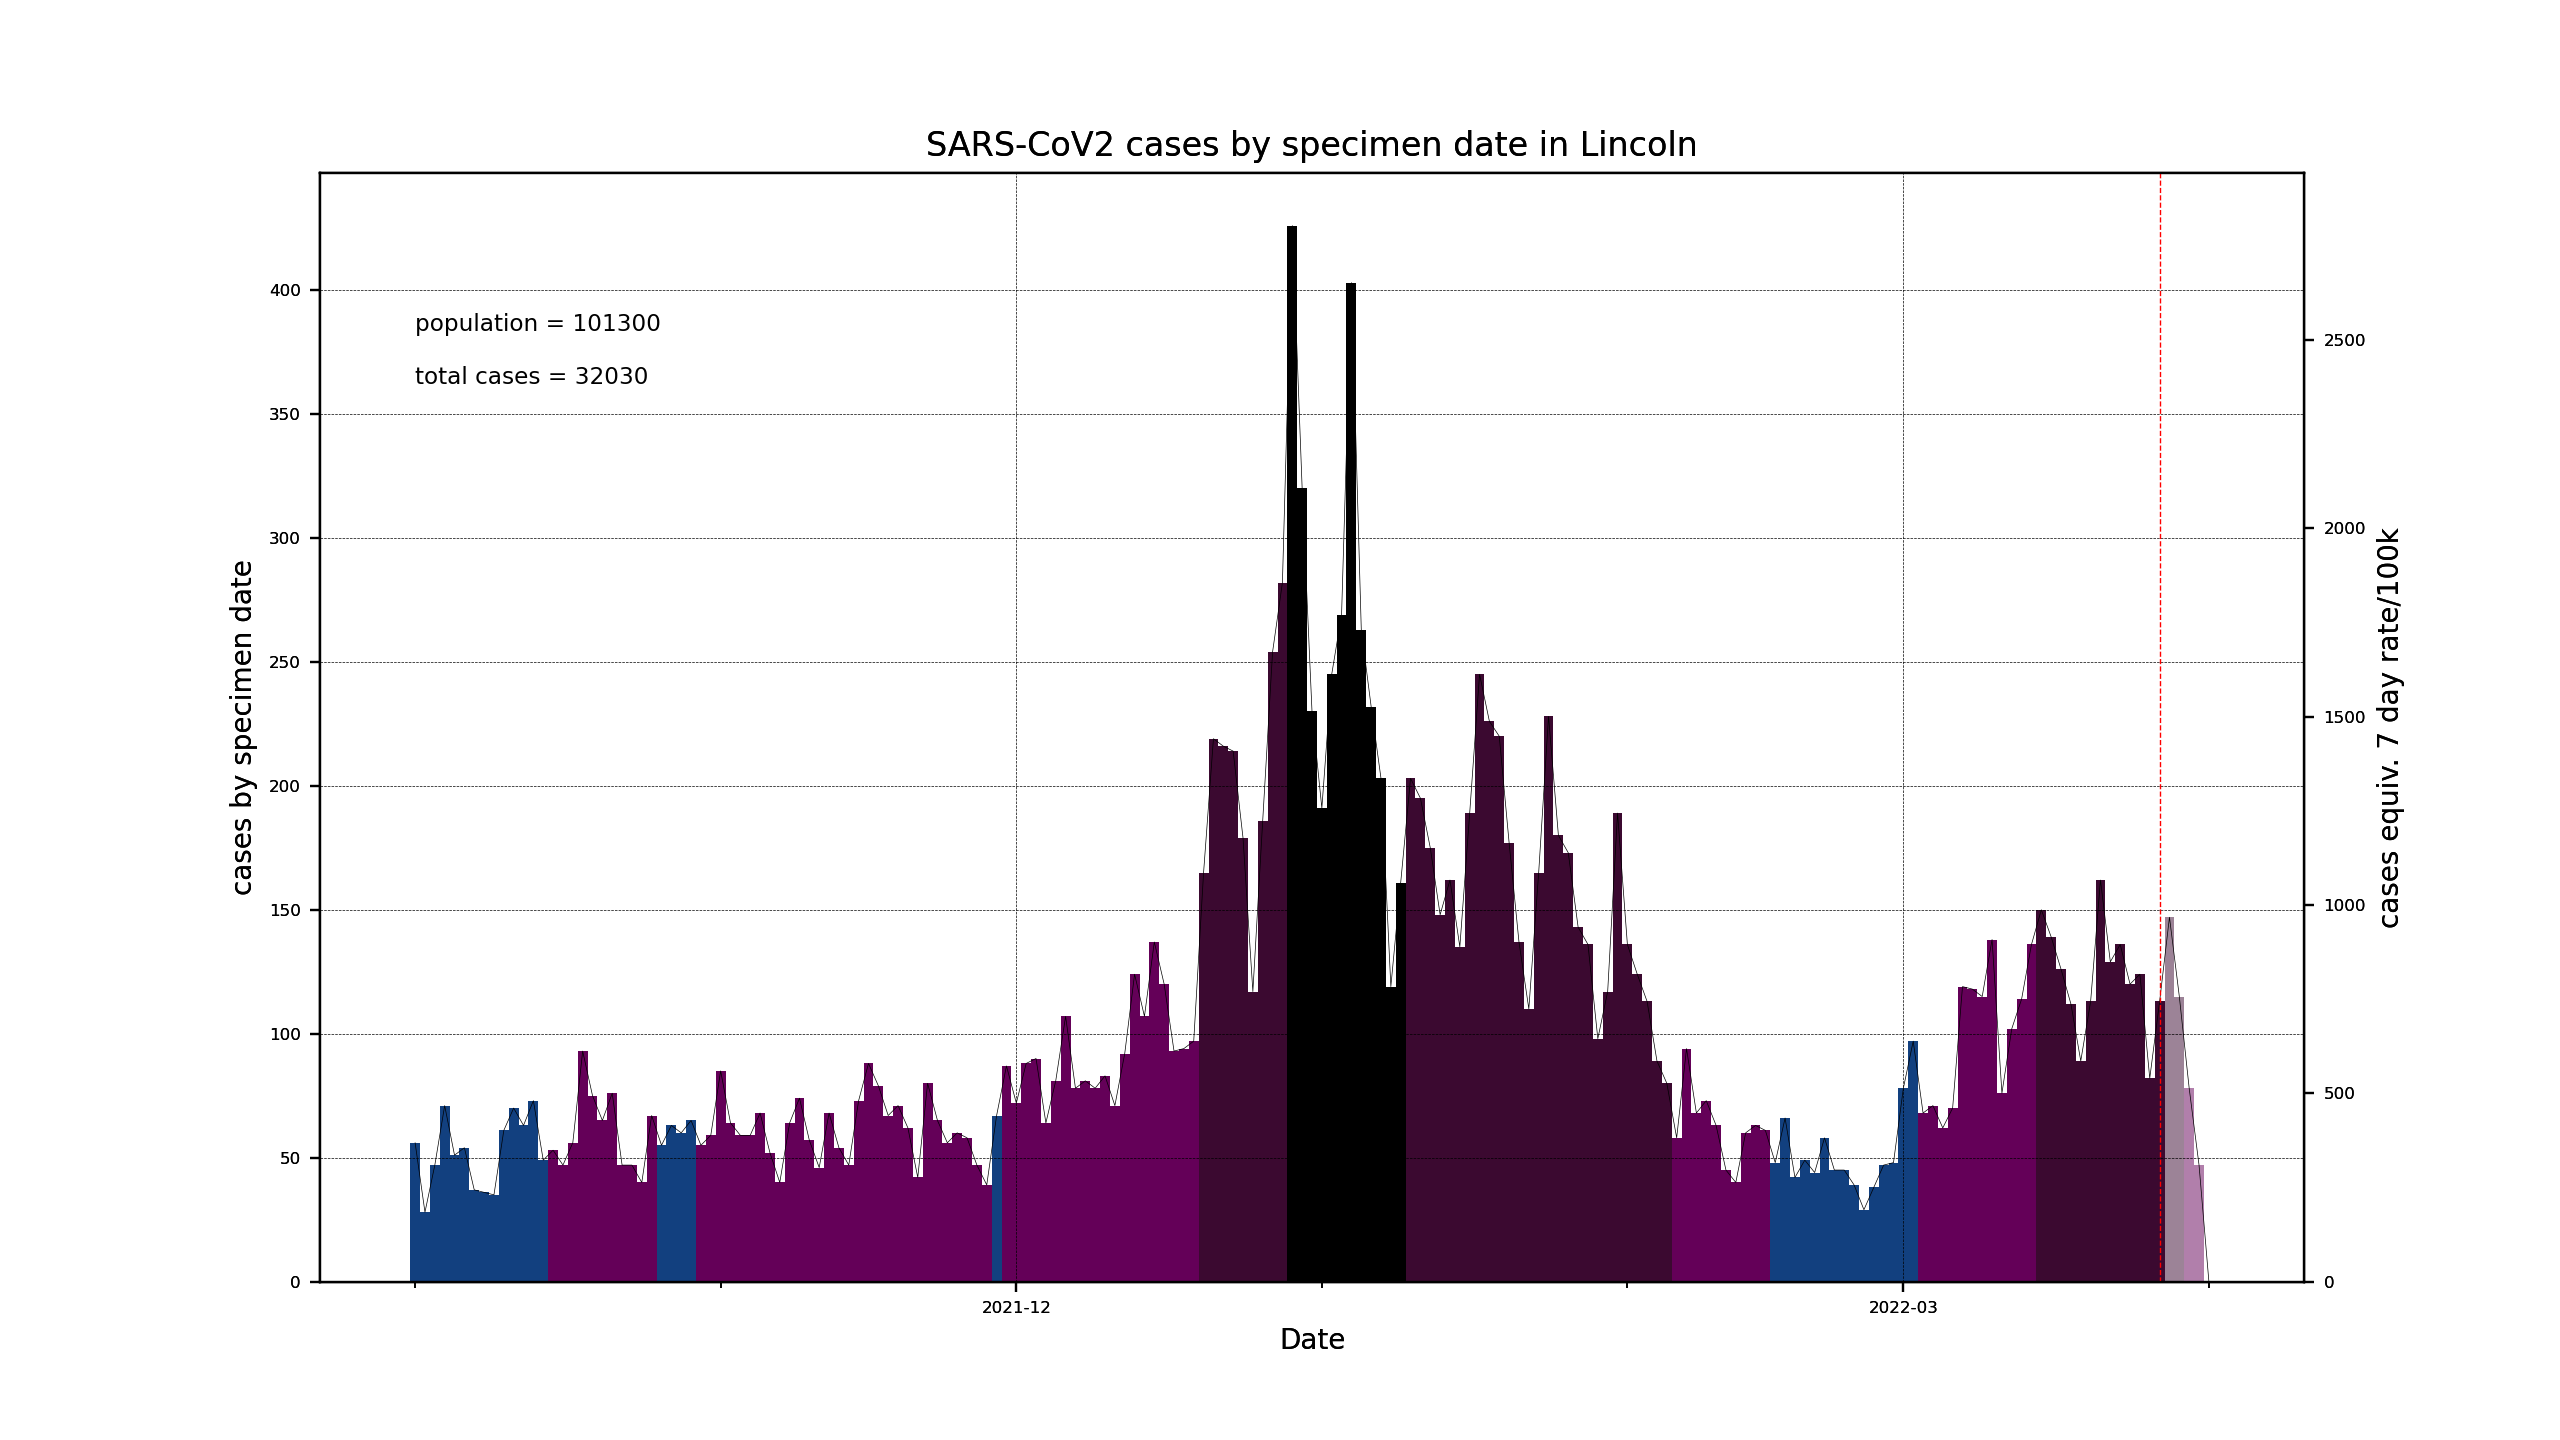 SARS-CoV2 cases by specimen date in Lincoln
population = 101300
total cases = 32030
cases by specimen date
400
350
300
250
200
150
100
50
0
2500
2000
1500
1000
500
0
cases equiv. 7 day rate/100k
2021-12
2022-03
Date